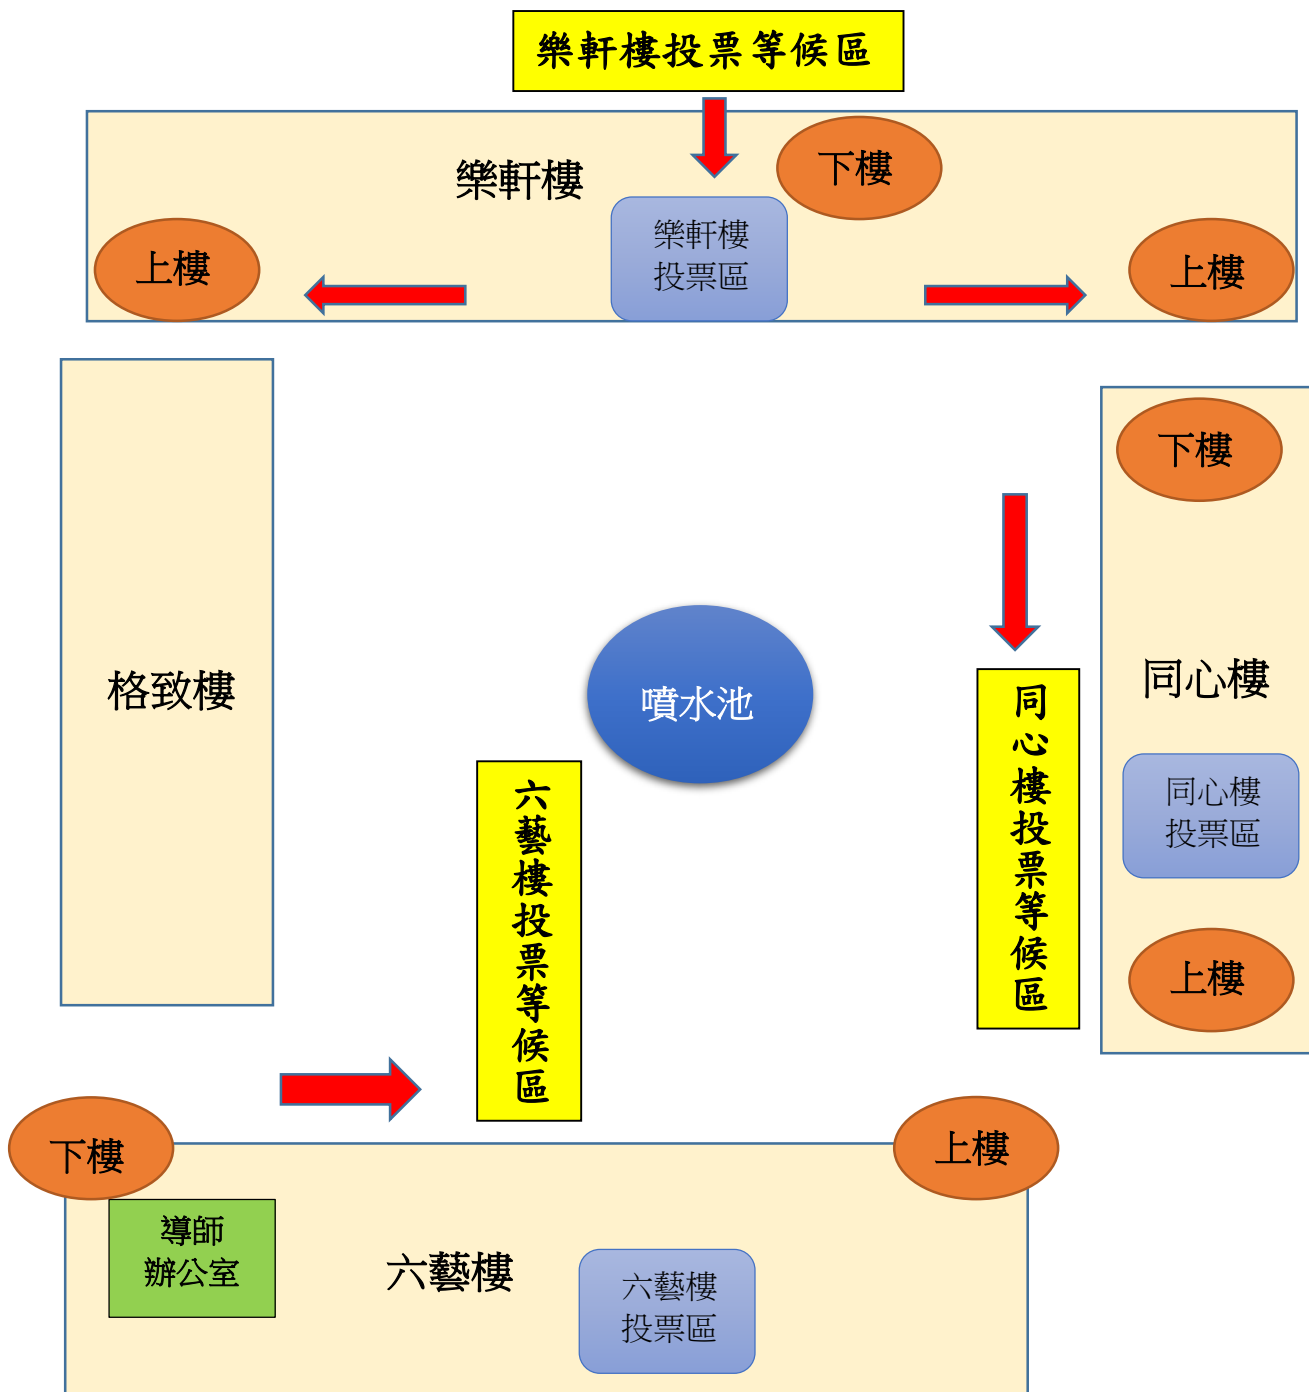 樂軒樓投票等候區
樂軒樓
下樓
樂軒樓
投票區
上樓
上樓
下樓
格致樓
噴水池
同心樓
同心樓投票等候區
六藝樓投票等候區
同心樓
投票區
上樓
下樓
上樓
導師
辦公室
六藝樓
六藝樓
投票區